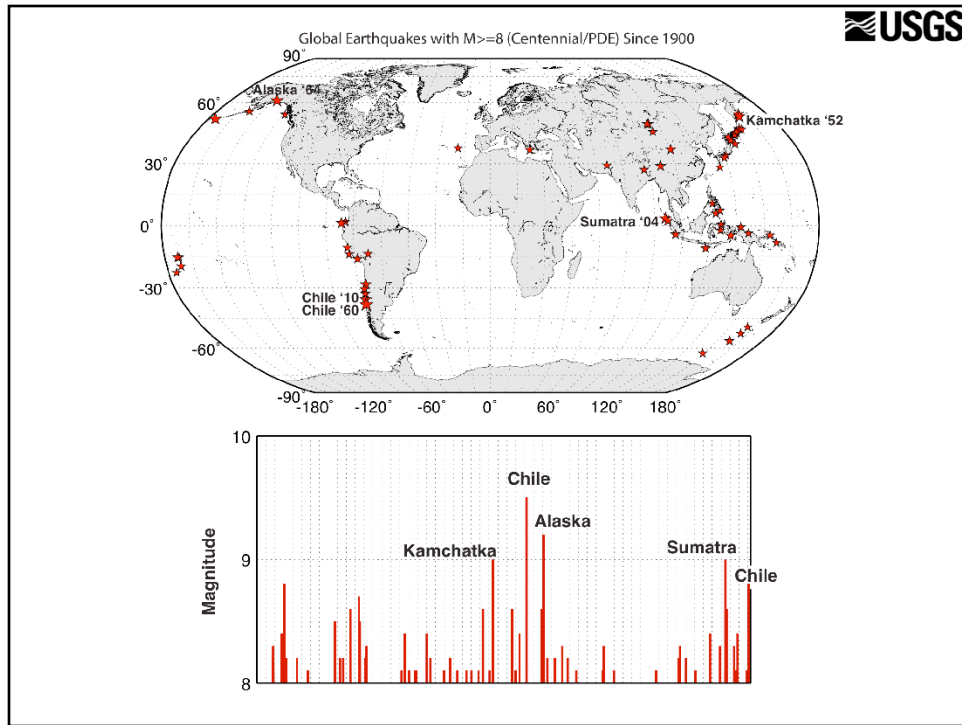 USGS
Global Earthquakes with M>=8 (Centennial/PDE) Since 1900
90°
Alaska '64
60°
Kamchatka '52
30°
0°
Sumatra '04
-30°
Chile '10
Chile '60
-60°
-90°
-180° -120° -60° 0° 60° 120° 180°
10
Chile
Alaska
Kamchatka
Sumatra
9
Chile
Magnitude
8